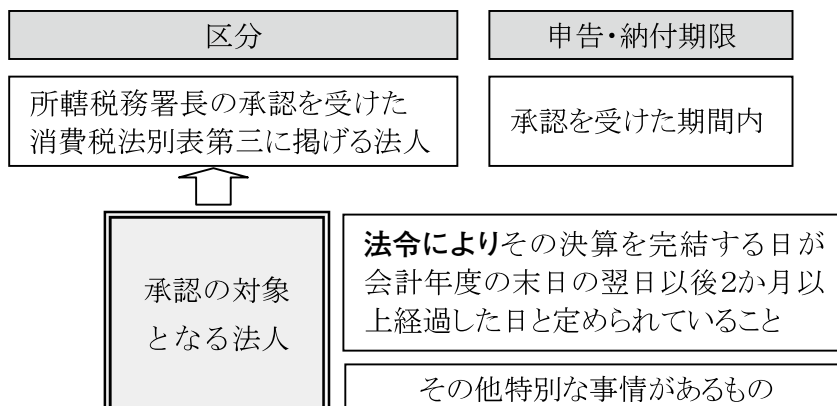 区分
申告・納付期限
所轄税務署長の承認を受けた
消費税法別表第三に掲げる法人
承認を受けた期間内
承認の対象
となる法人
法令によりその決算を完結する日が
会計年度の末日の翌日以後2か月以
上経過した日と定められていること
その他特別な事情があるもの